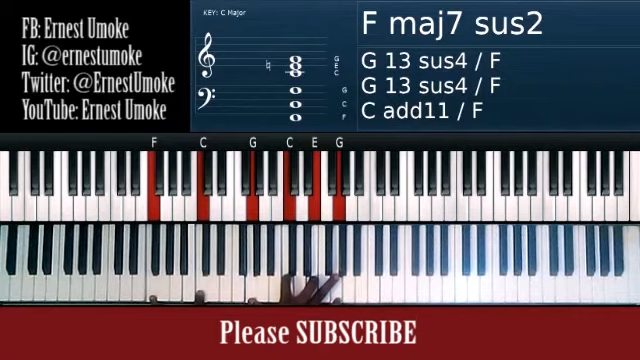 FB: Ernest Umoke
IG: @ernestumoke
Twitter: @ErnestUmoke
YouTube: Ernest Umoke
KEY: C Major
G
E
C
G
C
F
F maj7 sus2
G 13 sus4 / F
G 13 sus4 / F
C add11 / F
F C G C E G
Please SUBSCRIBE